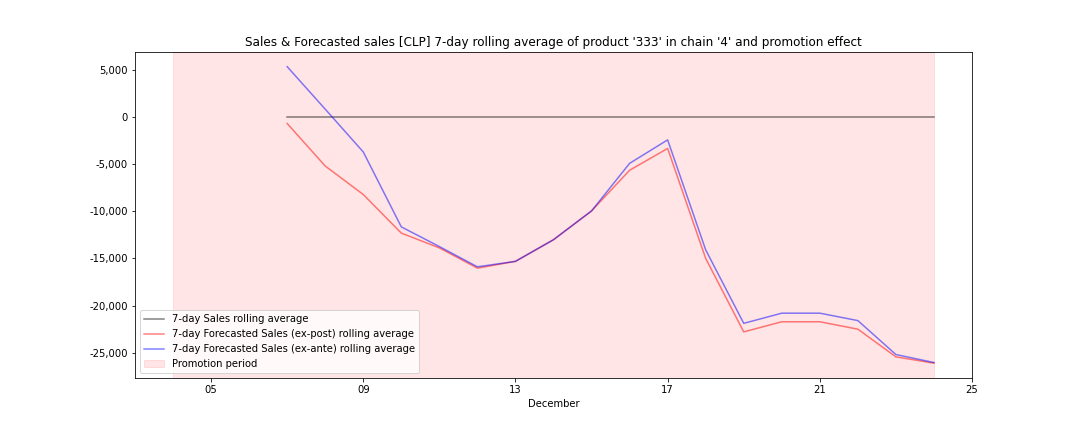 Sales & Forecasted sales [CLP] 7-day rolling average of product '333' in chain '4' and promotion effect
5,000
0
-5,000
-10,000
-15,000
-20,000
-25,000
7-day Sales rolling average
7-day Forecasted Sales (ex-post) rolling average
7-day Forecasted Sales (ex-ante) rolling average
Promotion period
05 09 13 17 21 25
December